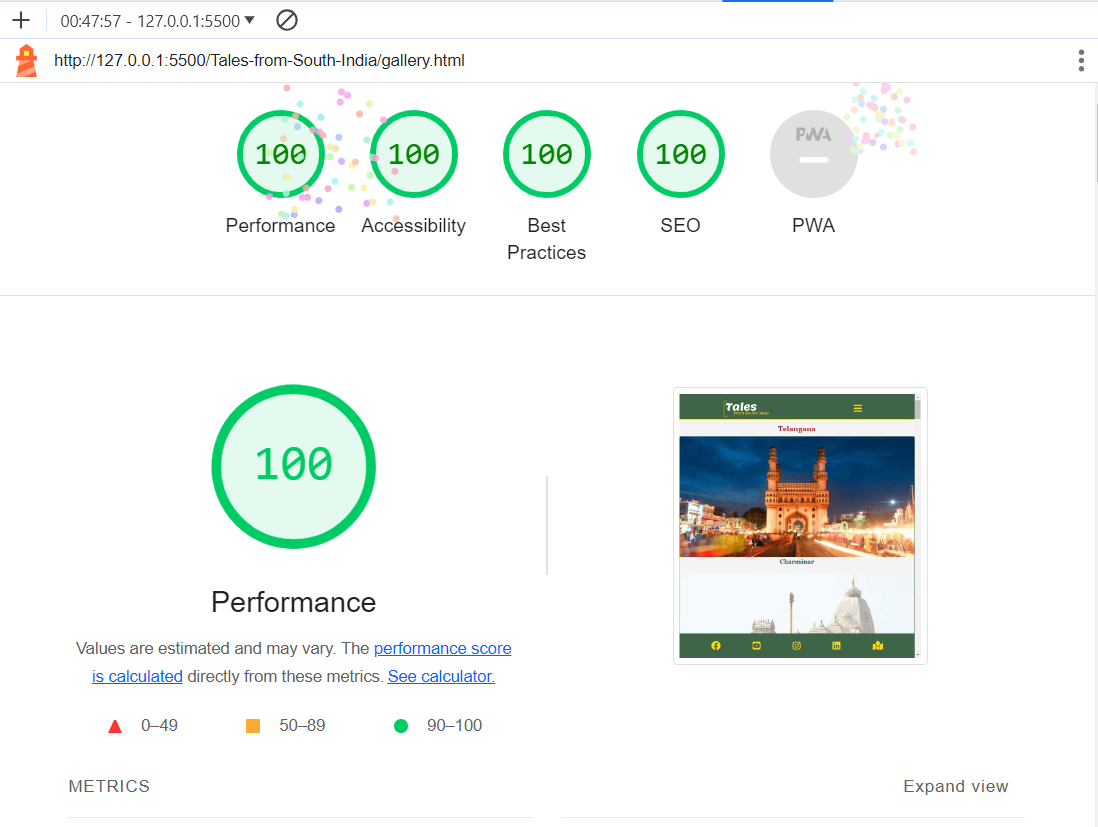 00:47:57 - 127.0.0.1:5500
http://127.0.0.1:5500/Tales-from-South-India/gallery.html
100 100 100 100 PWA
Performance Accessibility Best Practices SEO PWA
100
Performance
Values are estimated and may vary. The performance score
is calculated directly from these metrics. See calculator.
0–49 50–89 90–100
Tales
from South India
Telangana
Charminar
METRICS Expand view